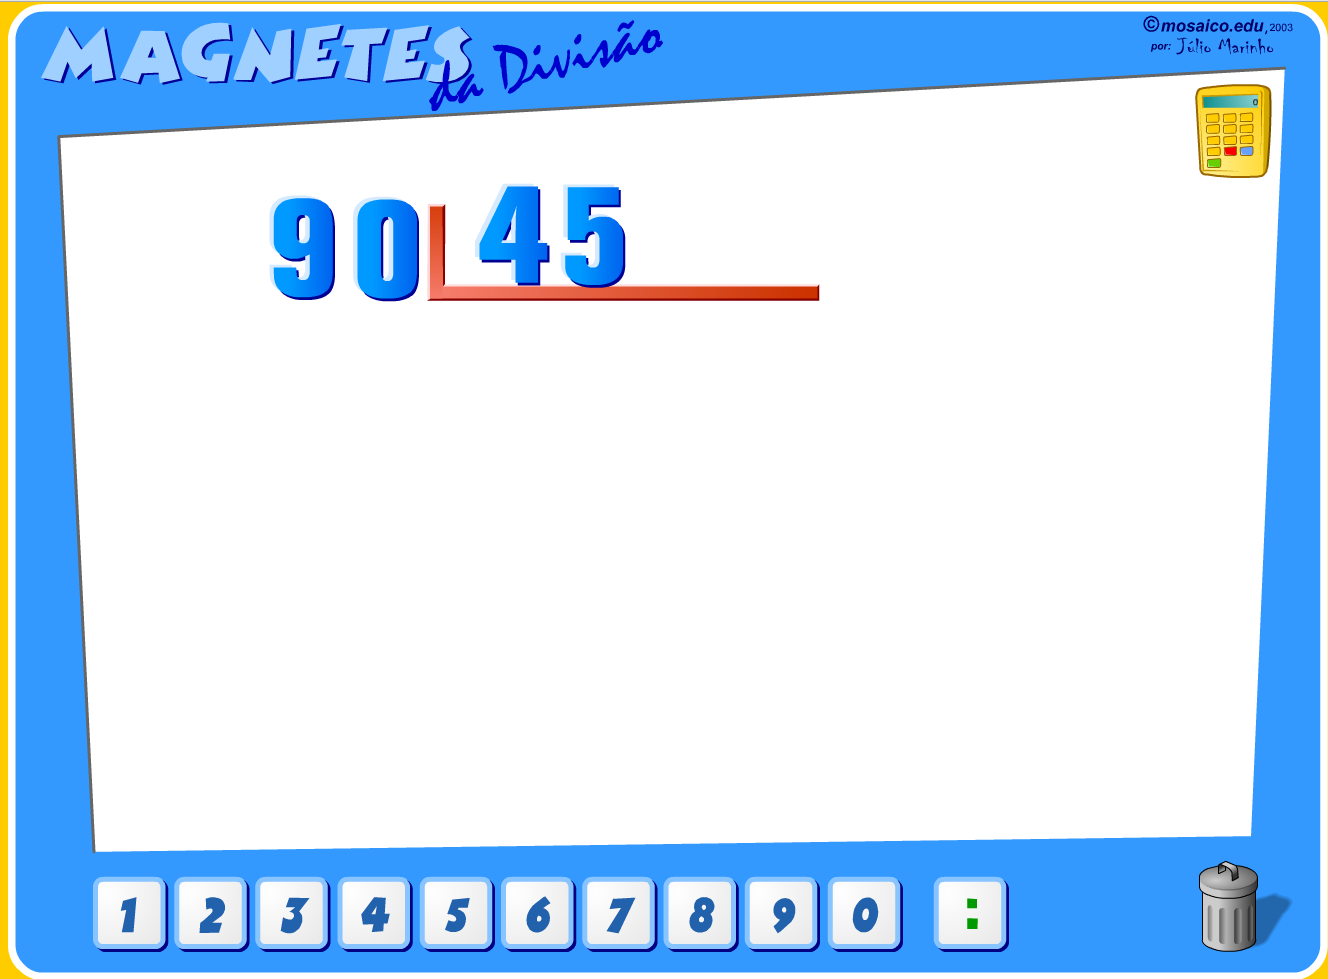 MAGNETES
da Divisão
©mosaico.edu, 2003
por: Júlio Marinho
0
90 45
1 2 3 4 5 6 7 8 9 0 :